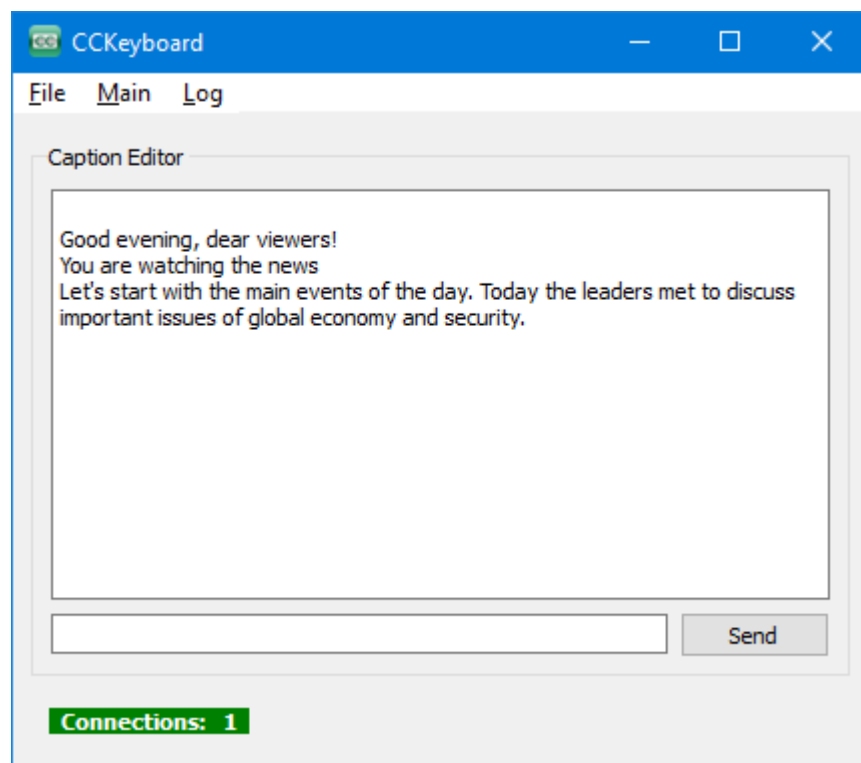 CC CCKeyboard
File Main Log
Caption Editor
Good evening, dear viewers!
You are watching the news
Let's start with the main events of the day. Today the leaders met to discuss
important issues of global economy and security.
Send
Connections: 1